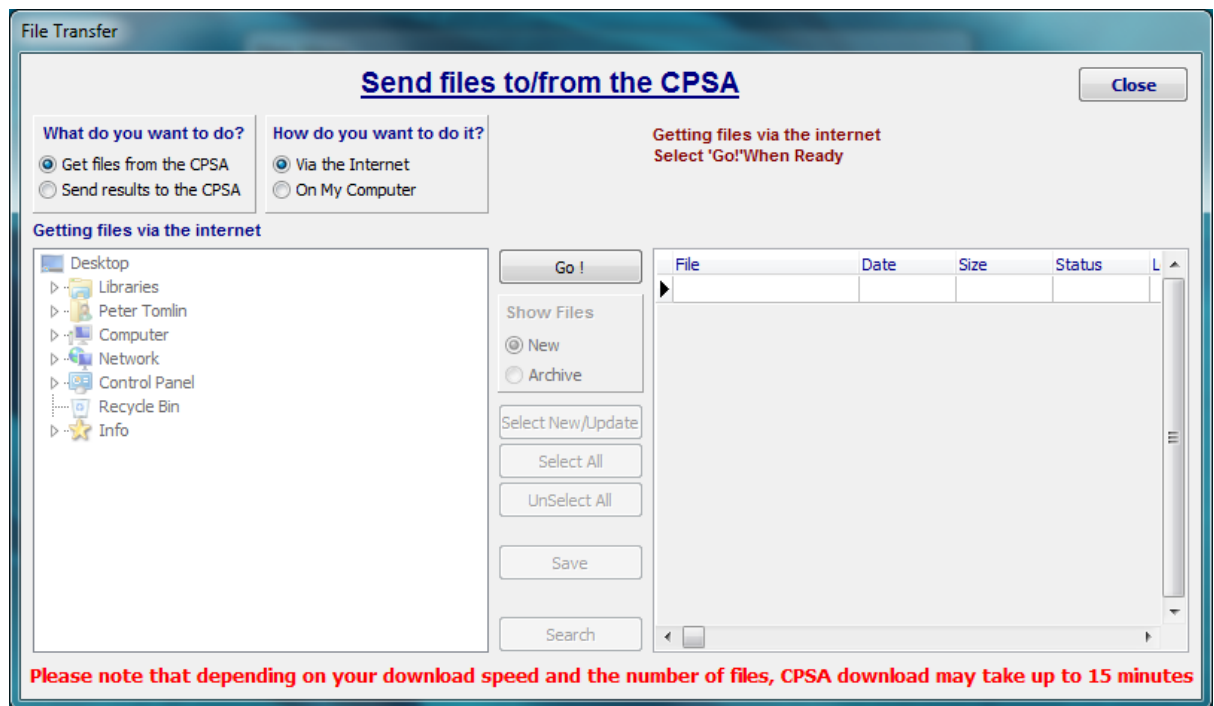 File Transfer
Send files to/from the CPSA
Close
What do you want to do?
Get files from the CPSA
Send results to the CPSA
How do you want to do it?
Via the Internet
On My Computer
Getting files via the internet
Select 'Go!'When Ready
Getting files via the internet
Desktop
Libraries
Peter Tomlin
Computer
Network
Control Panel
Recycle Bin
Info
Go !
Show Files
New
Archive
Select New/Update
Select All
UnSelect All
Save
Search
File Date Size Status L
Please note that depending on your download speed and the number of files, CPSA download may take up to 15 minutes